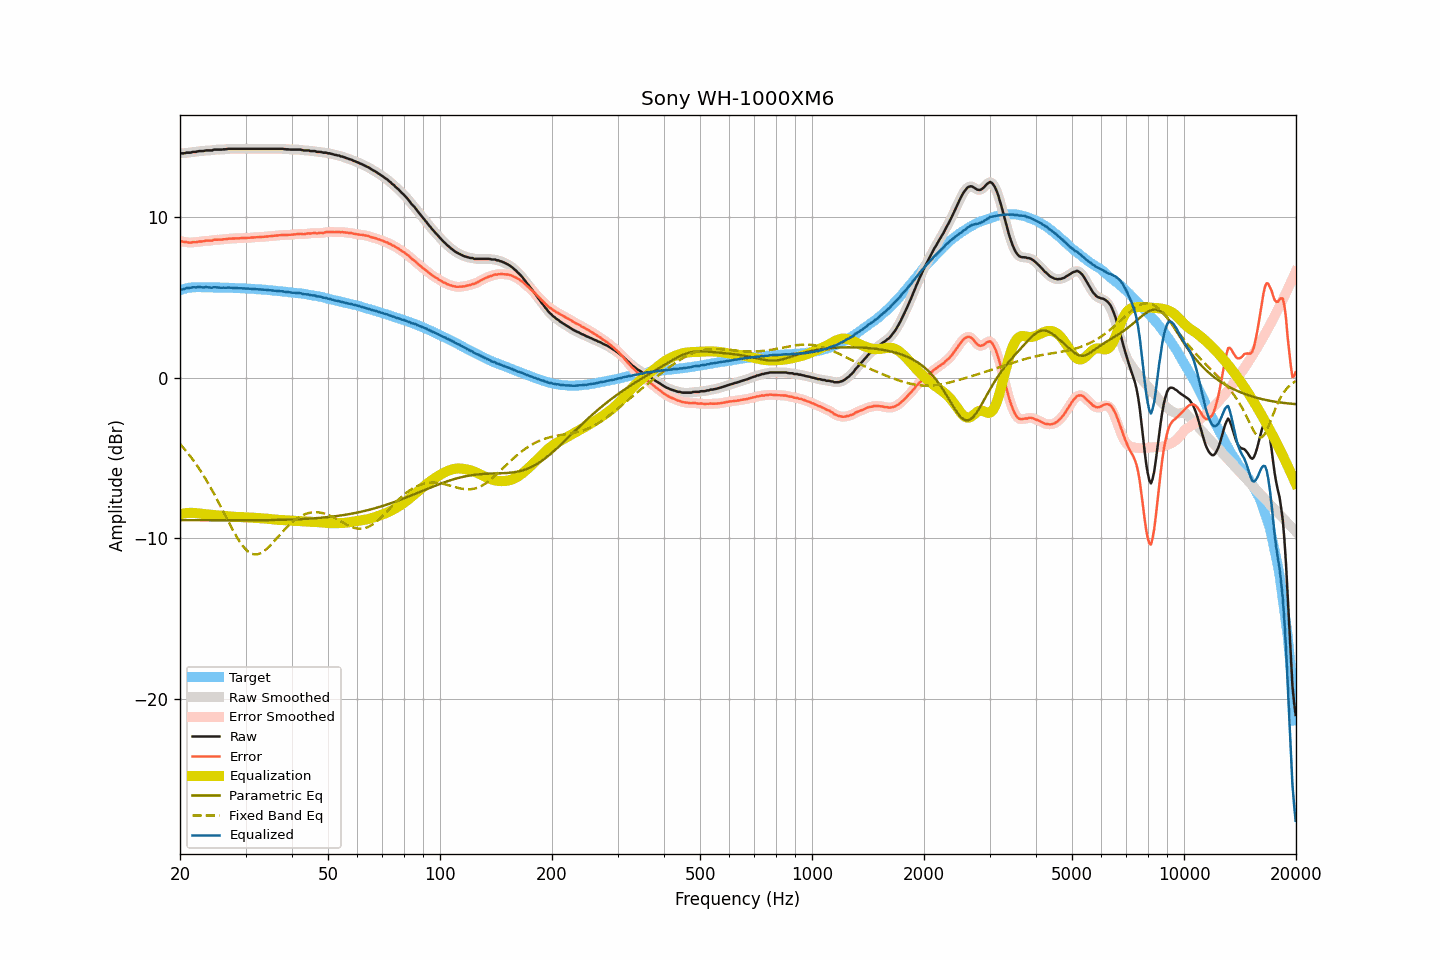 Sony WH-1000XM6
Amplitude (dBr)
10
0
−10
−20
Target
Raw Smoothed
Error Smoothed
Raw
Error
Equalization
Parametric Eq
Fixed Band Eq
Equalized
20 50 100 200 500 1000 2000 5000 10000 20000
Frequency (Hz)